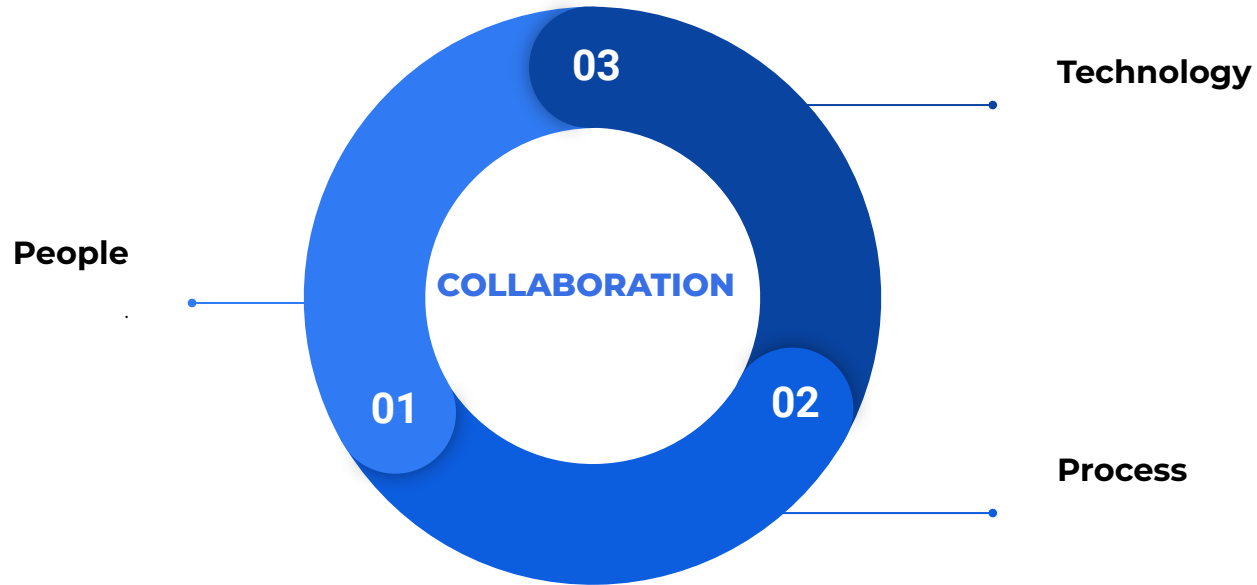 03
Technology
People
.
COLLABORATION
01
02
Process